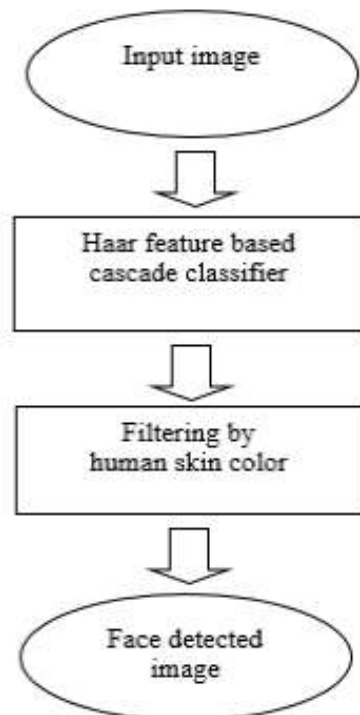 Input image
Haar feature based
cascade classifier
Filtering by
human skin color
Face detected
image